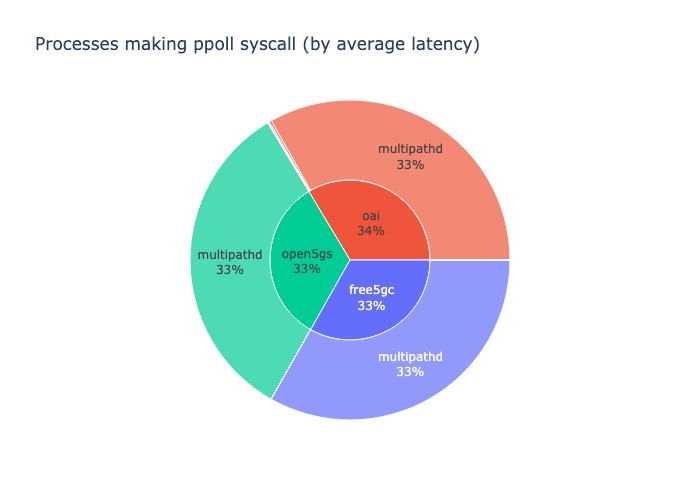 Processes making ppoll syscall (by average latency)
multipathd
33%
oai
34%
multipathd
33%
open5gs
33%
free5gc
33%
multipathd
33%